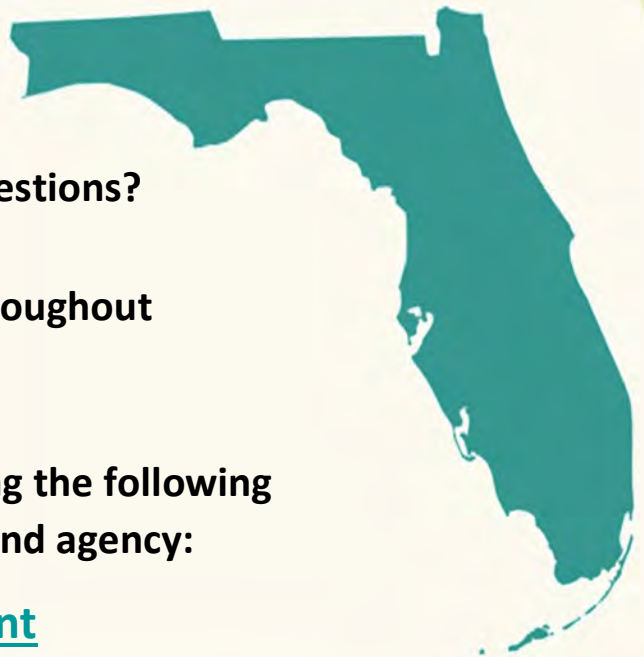 estions?
oughout
g the following
nd agency:
nt